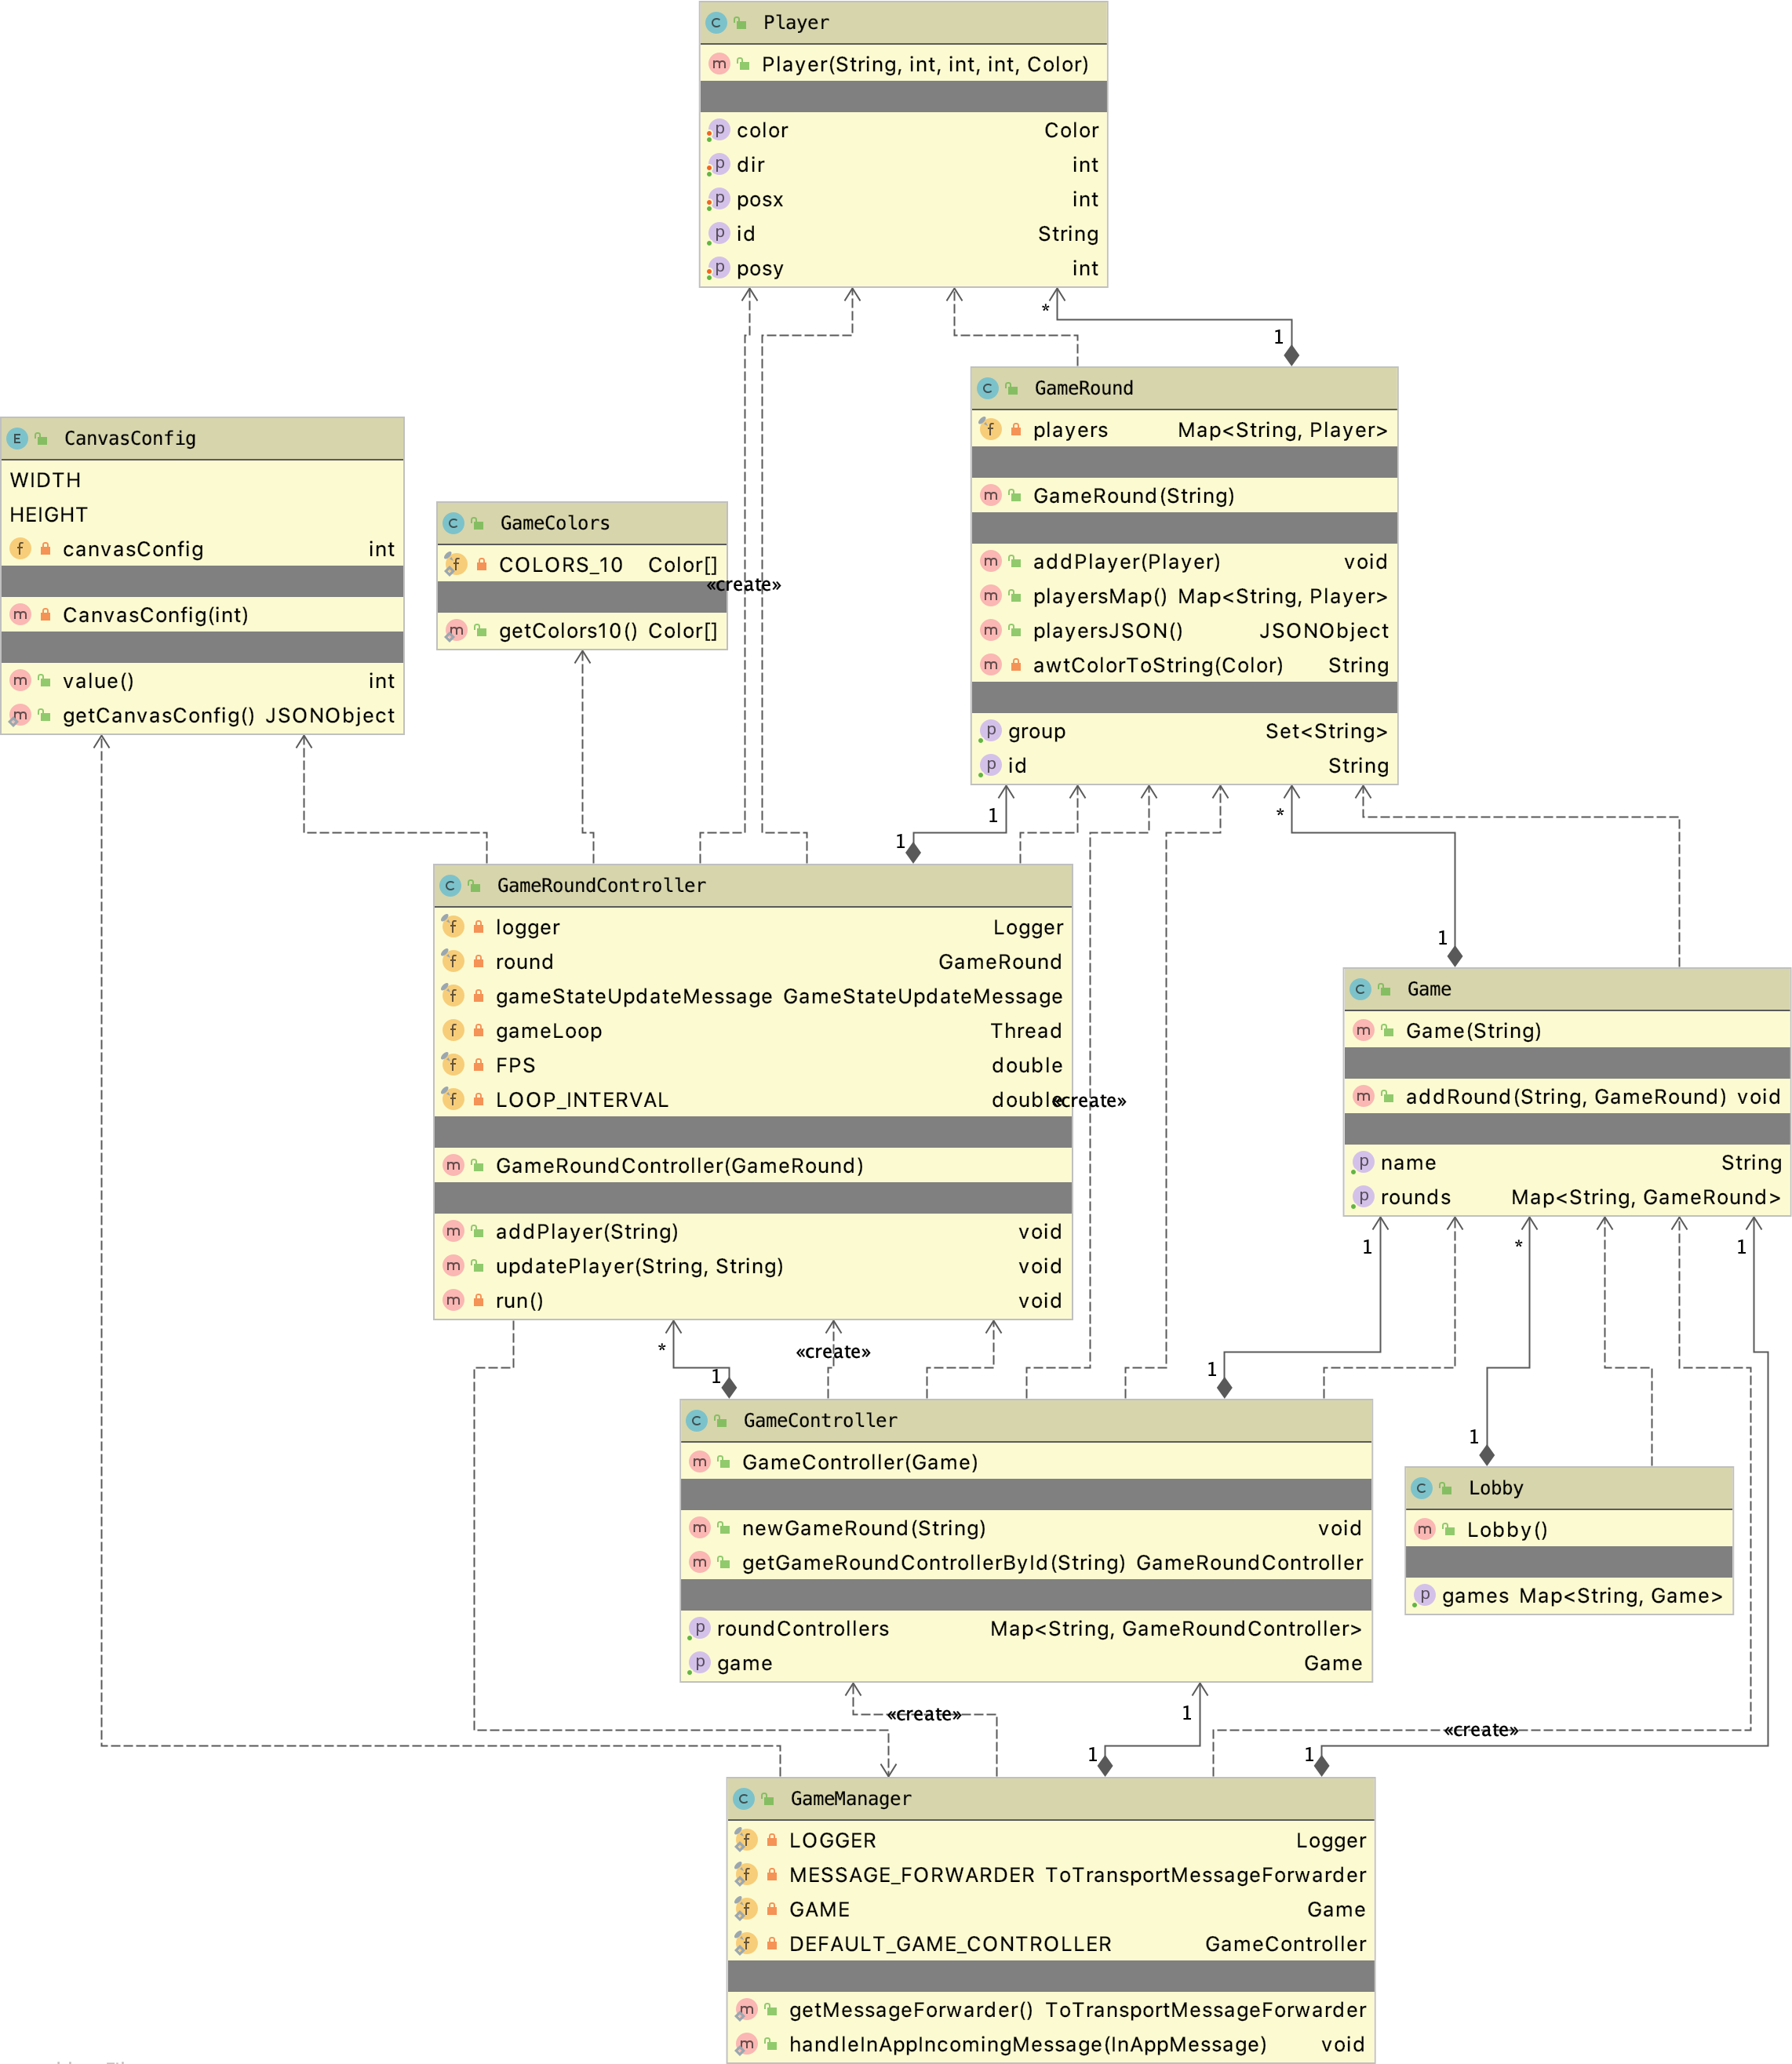 Player
Player(String, int, int, int, Color)
color Color
dir int
posx int
id String
posy int
*
1
GameRound
players Map<String, Player>
GameRound(String)
addPlayer(Player) void
playersMap() Map<String, Player>
playersJSON() JSONObject
awtColorToString(Color) String
group Set<String>
id String
CanvasConfig
WIDTH
HEIGHT
canvasConfig int
CanvasConfig(int)
value() int
getCanvasConfig() JSONObject
GameColors
COLORS_10 Color[]
getColors10() Color[]
«create»
1
1
*
1
GameRoundController
logger Logger
round GameRound
gameStateUpdateMessage GameStateUpdateMessage
gameLoop Thread
FPS double
LOOP_INTERVAL double
«create»
GameRoundController(GameRound)
addPlayer(String) void
updatePlayer(String, String) void
run() void
Game
Game(String)
addRound(String, GameRound) void
name String
rounds Map<String, GameRound>
1
*
1
*
«create»
1
1
1
GameController
GameController(Game)
newGameRound(String) void
getGameRoundControllerById(String) GameRoundController
roundControllers Map<String, GameRoundController>
game Game
Lobby
Lobby()
games Map<String, Game>
«create»
1
«create»
1
1
GameManager
LOGGER Logger
MESSAGE_FORWARDER ToTransportMessageForwarder
GAME Game
DEFAULT_GAME_CONTROLLER GameController
getMessageForwarder() ToTransportMessageForwarder
handleInAppIncomingMessage(InAppMessage) void